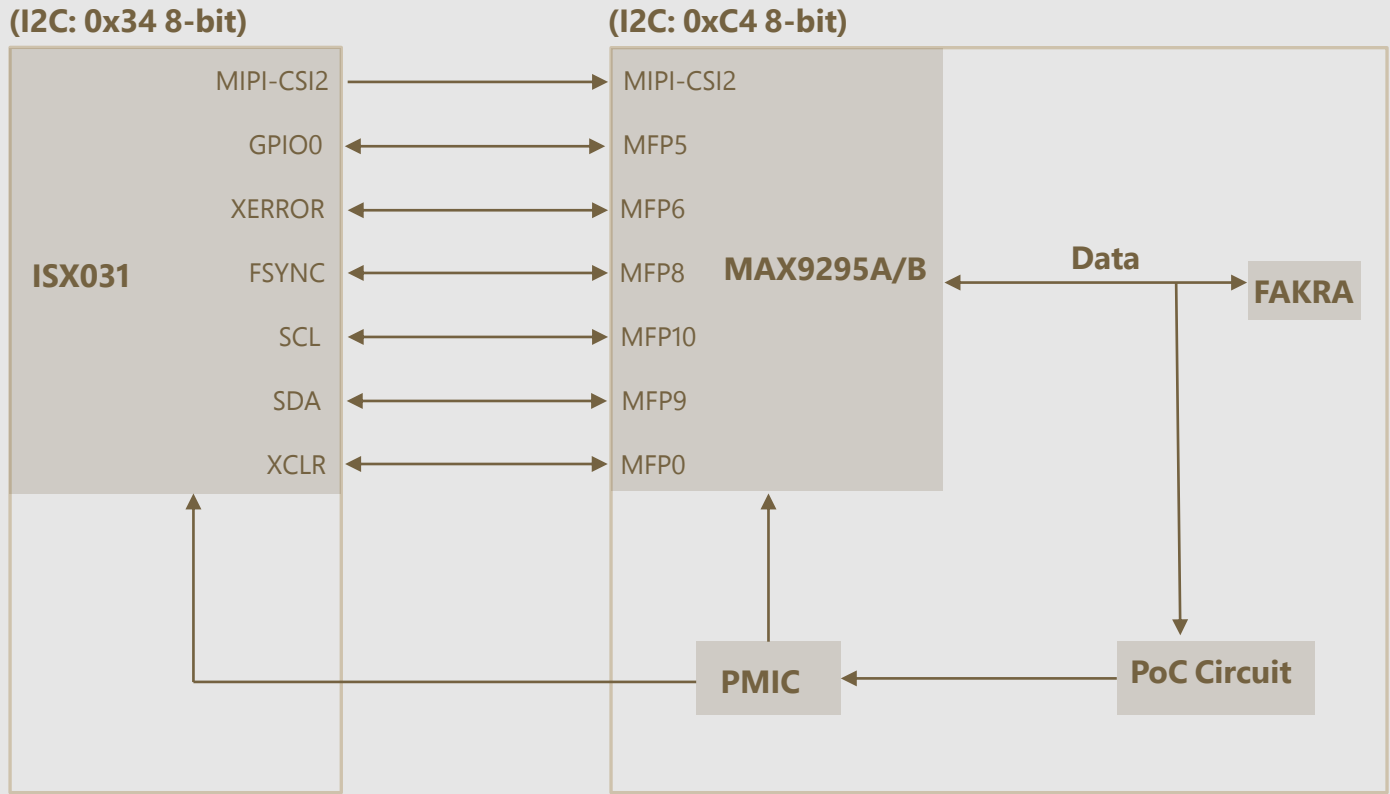 (I2C: 0x34 8-bit)
(I2C: 0xC4 8-bit)
MIPI-CSI2
MIPI-CSI2
GPIO0
MFP5
XERROR
MFP6
ISX031
FSYNC
MFP8
MAX9295A/B
Data
FAKRA
SCL
MFP10
SDA
MFP9
XCLR
MFP0
PMIC
PoC Circuit